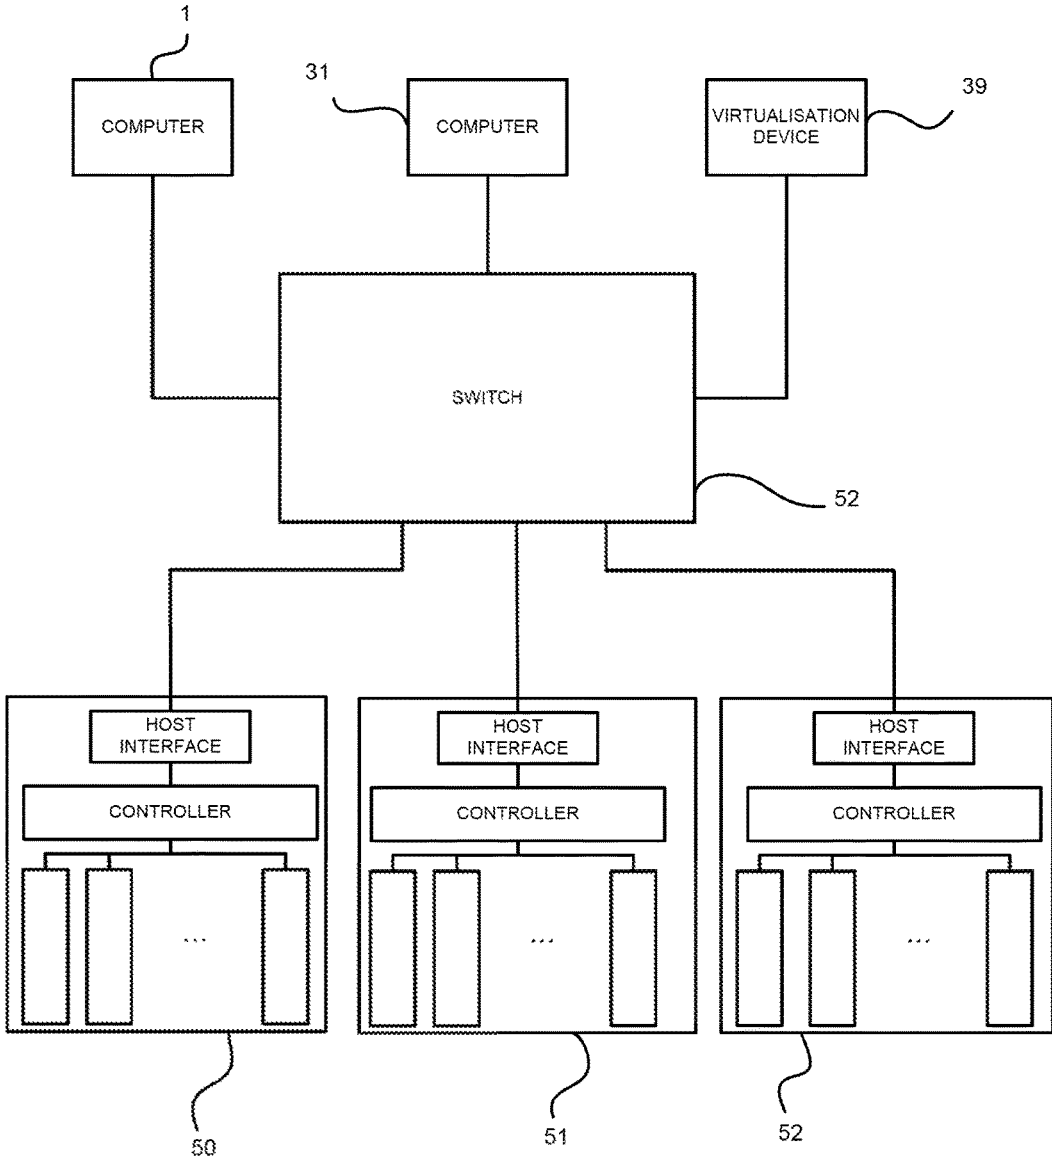 1
31
39
COMPUTER
COMPUTER
VIRTUALISATION
DEVICE
SWITCH
52
HOST
INTERFACE
CONTROLLER
...
HOST
INTERFACE
CONTROLLER
...
HOST
INTERFACE
CONTROLLER
...
50
51
52